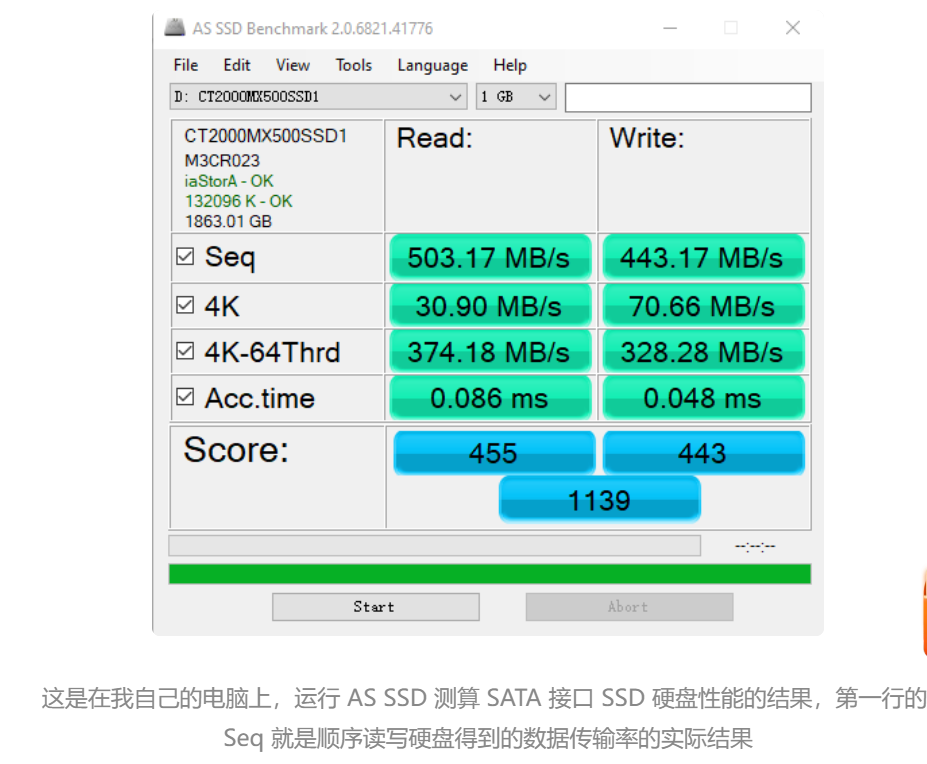 AS SSD Benchmark 2.0.6821.41776
File Edit View Tools Language Help
D: CT2000MX500SSD1 1 GB
CT2000MX500SSD1 Read: Write:
M3CR023
iaStorA - OK
132096 K - OK
1863.01 GB
Seq 503.17 MB/s 443.17 MB/s
4K 30.90 MB/s 70.66 MB/s
4K-64Thrd 374.18 MB/s 328.28 MB/s
Acc.time 0.086 ms 0.048 ms
Score: 455 443
1139
--:--:--
Start Abort
这是在我自己的电脑上，运行 AS SSD 测算 SATA 接口 SSD 硬盘性能的结果，第一行的
Seq 就是顺序读写硬盘得到的数据传输率的实际结果